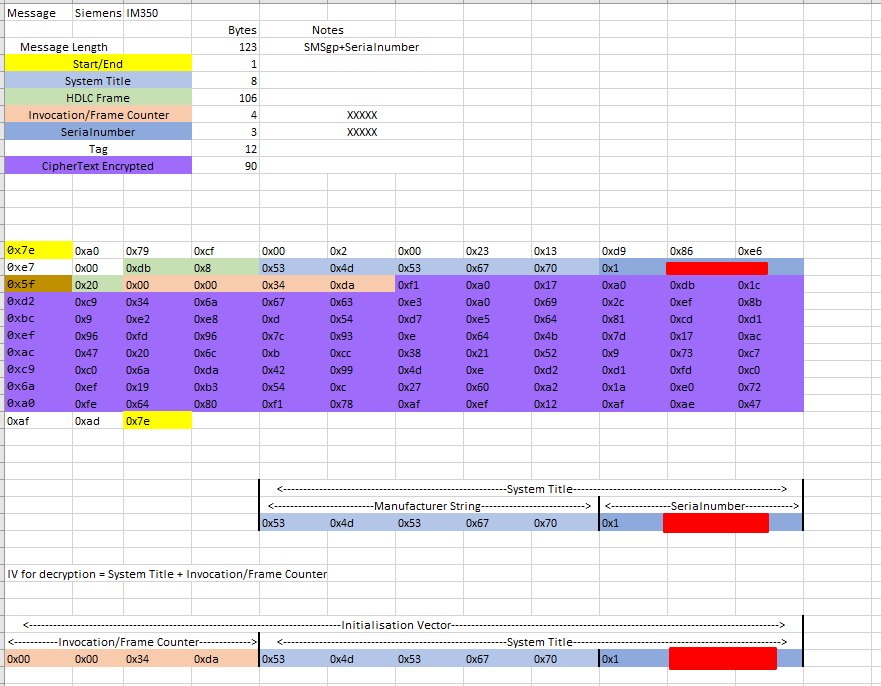 Message Siemens IM350
Bytes Notes
Message Length 123 SMSgp+Serialnumber
Start/End 1
System Title 8
HDLC Frame 106
Invocation/Frame Counter 4 XXXXX
Serialnumber 3 XXXXX
Tag 12
CipherText Encrypted 90
0x7e 0xa0 0x79 0xcf 0x00 0x2 0x00 0x23 0x13 0xd9 0x86 0xe6
0xe7 0x00 0xdb 0x8 0x53 0x4d 0x53 0x67 0x70 0x1
0x5f 0x20 0x00 0x00 0x34 0xda 0xf1 0xa0 0x17 0xa0 0xdb 0x1c
0xd2 0xc9 0x34 0x6a 0x67 0x63 0xe3 0xa0 0x69 0x2c 0xef 0x8b
0xbc 0x9 0xe2 0xe8 0xd 0x54 0xd7 0xe5 0x64 0x81 0xcd 0xd1
0xef 0x96 0xfd 0x96 0x7c 0x93 0xe 0x64 0x4b 0x7d 0x17 0xac
0xac 0x47 0x20 0x6c 0xb 0xcc 0x38 0x21 0x52 0x9 0x73 0xc7
0xc9 0xc0 0x6a 0xda 0x42 0x99 0x4d 0xe 0xd2 0xd1 0xfd 0xc0
0x6a 0xef 0x19 0xb3 0x54 0xc 0x27 0x60 0xa2 0x1a 0xe0 0x72
0xa0 0xfe 0x64 0x80 0xf1 0x78 0xaf 0xef 0x12 0xaf 0xae 0x47
0xaf 0xad 0x7e
<---System Title--->
<---Manufacturer String---> <---Serialnumber--->
0x53 0x4d 0x53 0x67 0x70 0x1
IV for decryption = System Title + Invocation/Frame Counter
<---Initialisation Vector--->
<---Invocation/Frame Counter---> <---System Title--->
0x00 0x00 0x34 0xda 0x53 0x4d 0x53 0x67 0x70 0x1